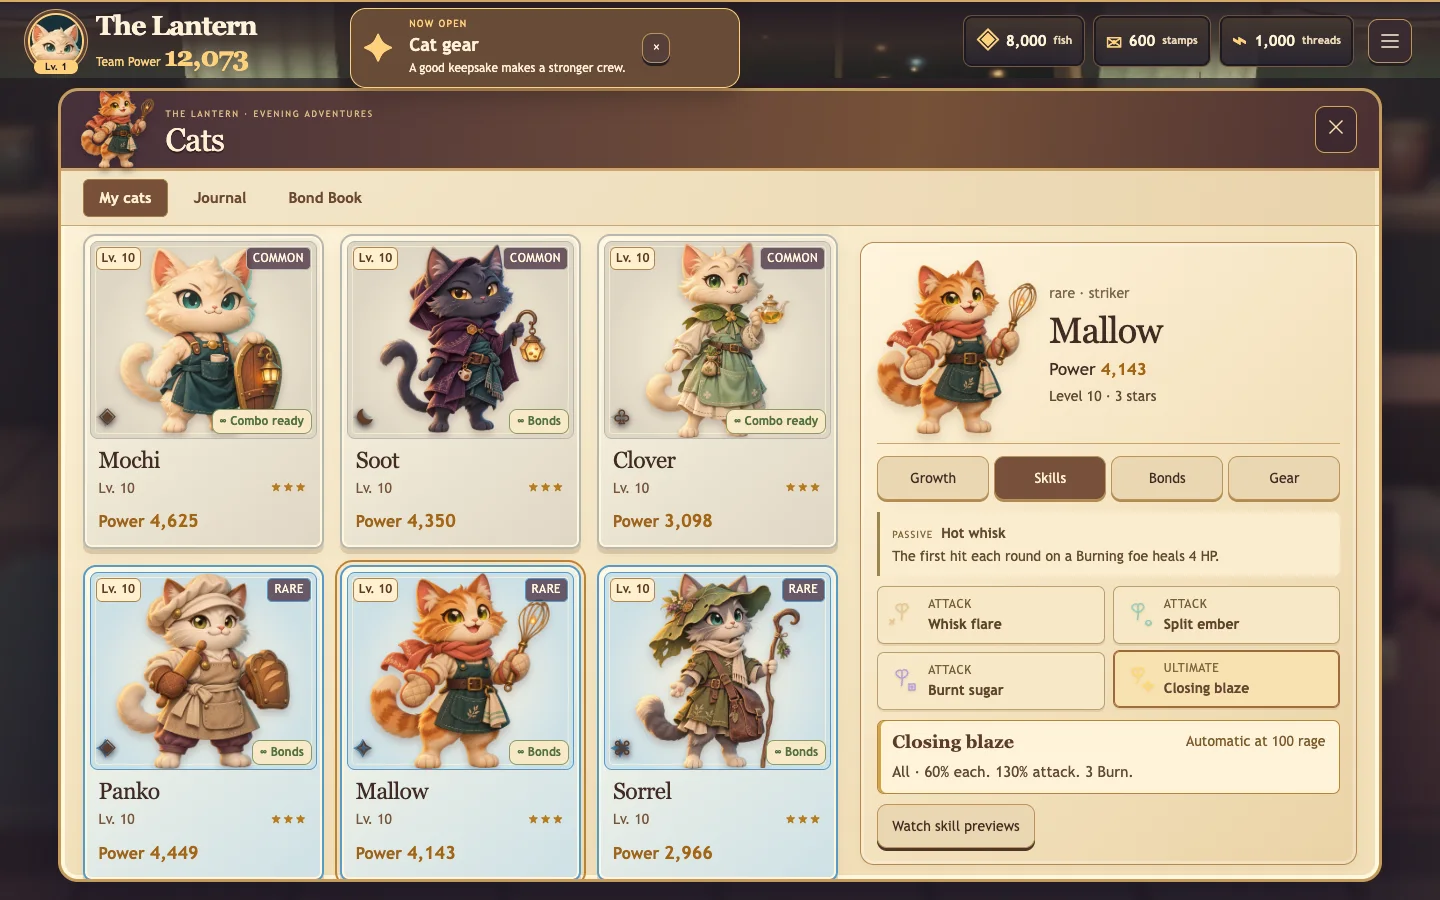 The Lantern
Team Power 12,073
Lv. 1
NOW OPEN
Cat gear
A good keepsake makes a stronger crew.
×
8,000 fish
600 stamps
1,000 threads
THE LANTERN · EVENING ADVENTURES
Cats
My cats
Journal
Bond Book
Lv. 10
COMMON
∞ Combo ready
Mochi
Lv. 10
★★★
Power 4,625
Lv. 10
COMMON
∞ Bonds
Soot
Lv. 10
★★★
Power 4,350
Lv. 10
COMMON
∞ Combo ready
Clover
Lv. 10
★★★
Power 3,098
Lv. 10
RARE
∞ Bonds
Panko
Lv. 10
★★★
Power 4,449
Lv. 10
RARE
∞ Bonds
Mallow
Lv. 10
★★★
Power 4,143
Lv. 10
RARE
∞ Bonds
Sorrel
Lv. 10
★★★
Power 2,966
rare · striker
Mallow
Power 4,143
Level 10 · 3 stars
Growth
Skills
Bonds
Gear
PASSIVE Hot whisk
The first hit each round on a Burning foe heals 4 HP.
ATTACK
Whisk flare
ATTACK
Split ember
ATTACK
Burnt sugar
ULTIMATE
Closing blaze
Closing blaze
Automatic at 100 rage
All · 60% each. 130% attack. 3 Burn.
Watch skill previews